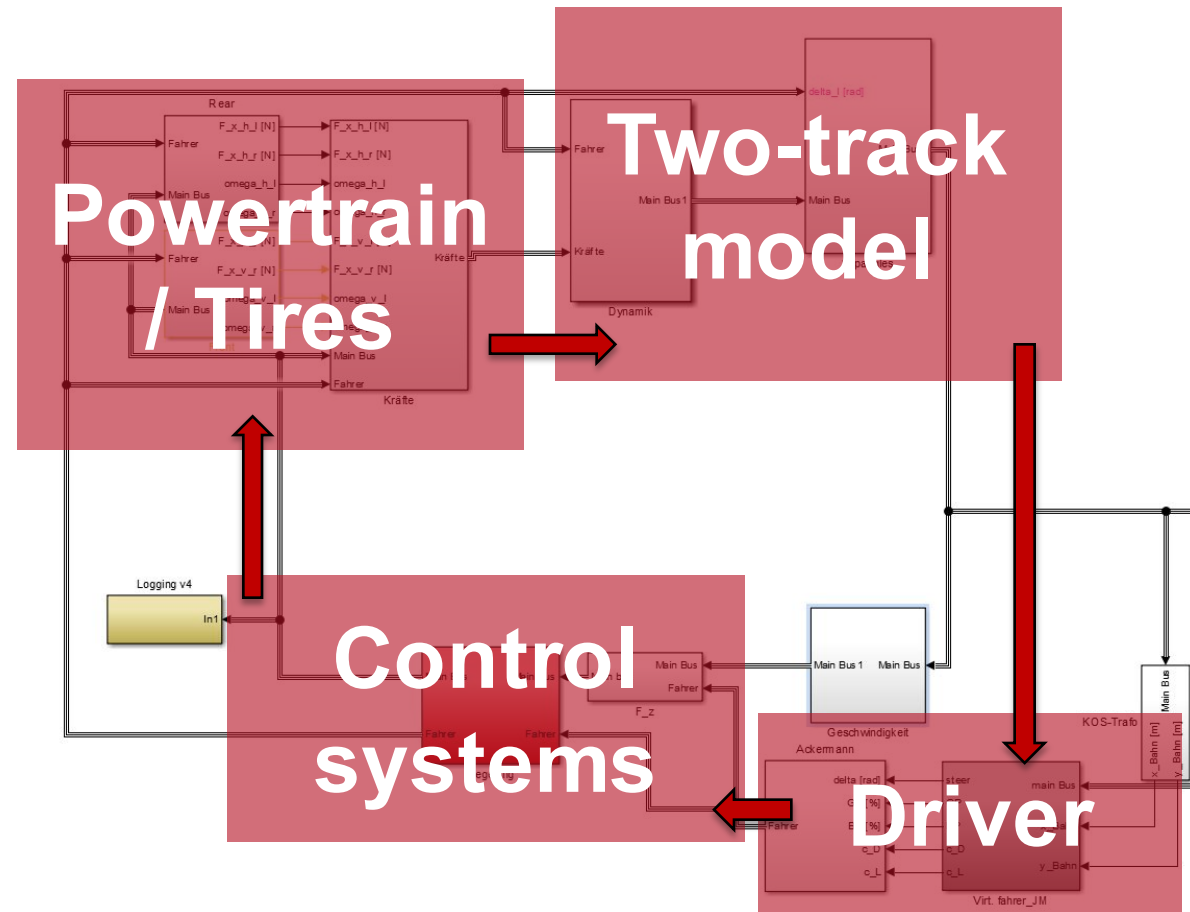 Rear
F_x_h_l [N]
F_x_h_l [N]
Fahrer
F_x_h_r [N]
F_x_h_r [N]
omega_h_l
omega_h_l
Main Bus
Powertrain
/ Tires
Fahrer
F_x_v_r [N]
F_x_v_r [N]
Kräfte
omega_v_l
Main Bus
Main Bus
Fahrer
Kräfte
delta_l [rad]
Two-track
model
Fahrer
Main Bus1
Main Bus
Kräfte
Dynamik
Logging v4
In1
Control
systems
Main Bus
Fahrer
F_z
Fahrer
Fahrer
Main Bus 1
Main Bus
Geschwindigkeit
Main Bus
KOS-Trafo
x_Bahn [m]
y_Bahn [m]
Ackermann
delta [rad]
steer
main Bus
Driver
Fahrer
c_D
c_D
y_Bahn
c_L
c_L
Virt. fahrer_JM